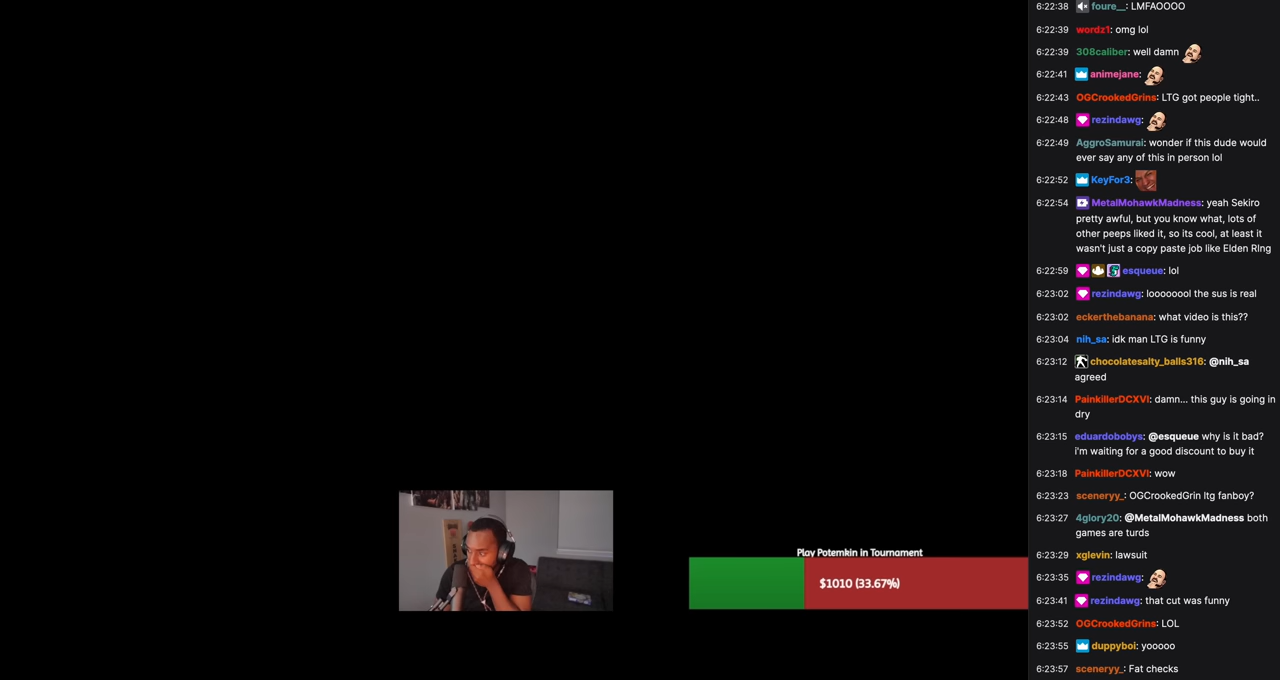 6:22:38 foure__: LMFAOOOO
6:22:39 wordz1: omg lol
6:22:39 308caliber: well damn
6:22:41 animejane:
6:22:43 OGCrookedGrins: LTG got people tight..
6:22:48 rezindawg:
6:22:49 AggroSamurai: wonder if this dude would
ever say any of this in person lol
6:22:52 KeyFor3:
6:22:54 MetalMohawkMadness: yeah Sekiro
pretty awful, but you know what, lots of
other peeps liked it, so its cool, at least it
wasn't just a copy paste job like Elden RIng
6:22:59 esqueue: lol
6:23:02 rezindawg: loooooool the sus is real
6:23:02 eckerthebanana: what video is this??
6:23:04 nih_sa: idk man LTG is funny
6:23:12 chocolatesalty_balls316: @nih_sa
agreed
6:23:14 PainkillerDCXVI: damn... this guy is going in
dry
6:23:15 eduardobobys: @esqueue why is it bad?
i'm waiting for a good discount to buy it
6:23:18 PainkillerDCXVI: wow
6:23:23 sceneryy_: OGCrookedGrin ltg fanboy?
6:23:27 4glory20: @MetalMohawkMadness both
games are turds
6:23:29 xglevin: lawsuit
6:23:35 rezindawg:
6:23:41 rezindawg: that cut was funny
6:23:52 OGCrookedGrins: LOL
6:23:55 duppyboi: yooooo
6:23:57 sceneryy_: Fat checks
Play Potemkin in Tournament
$1010 (33.67%)